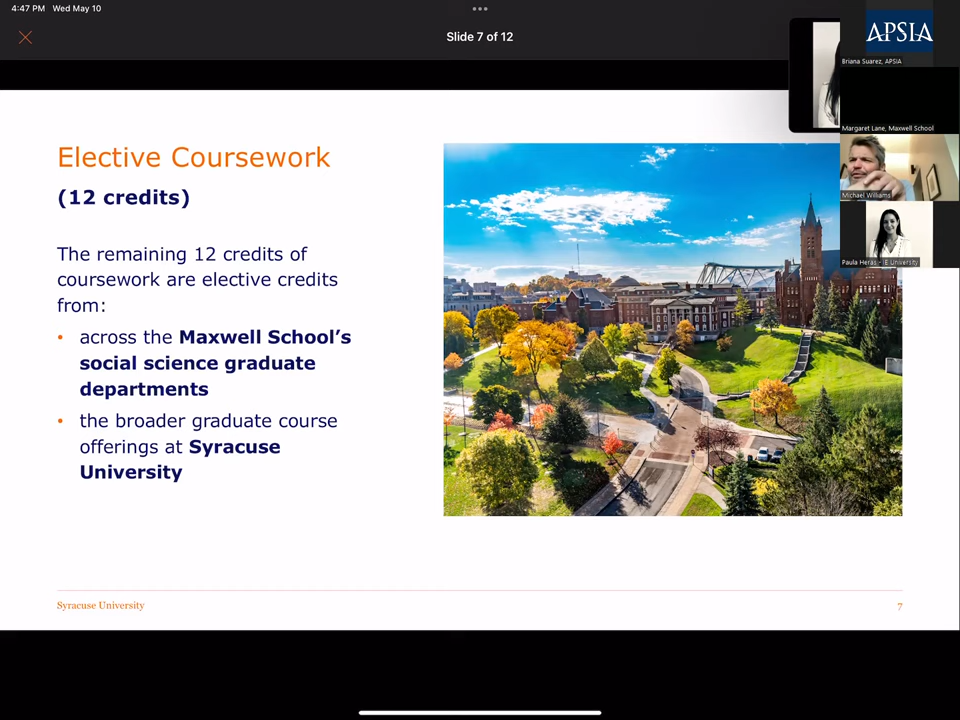 4:47 PM Wed May 10
Slide 7 of 12
APSIA
Briana Suarez, APSIA
Margaret Lane, Maxwell School
Michael Williams
Paula Heras - IE University
Elective Coursework
(12 credits)
The remaining 12 credits of
coursework are elective credits
from:
• across the Maxwell School’s
social science graduate
departments
• the broader graduate course
offerings at Syracuse
University
Syracuse University
7